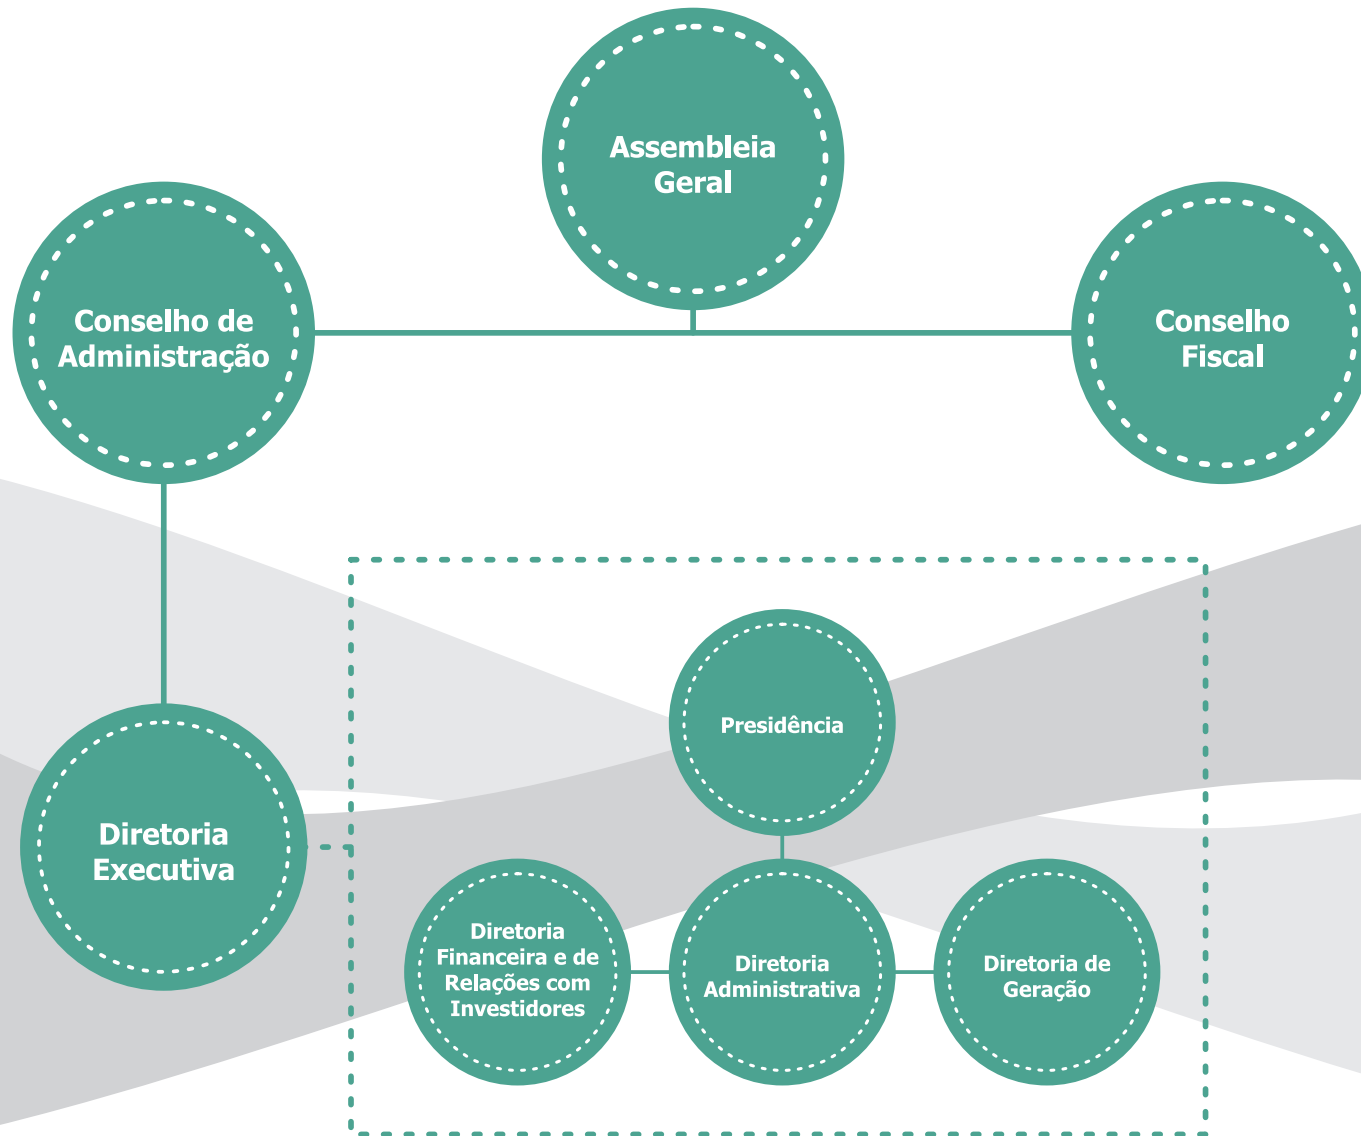 Assembleia
Geral
Conselho de
Administração
Conselho
Fiscal
Presidência
Diretoria
Executiva
Diretoria
Financeira e de
Relações com
Investidores
Diretoria
Administrativa
Diretoria de
Geração